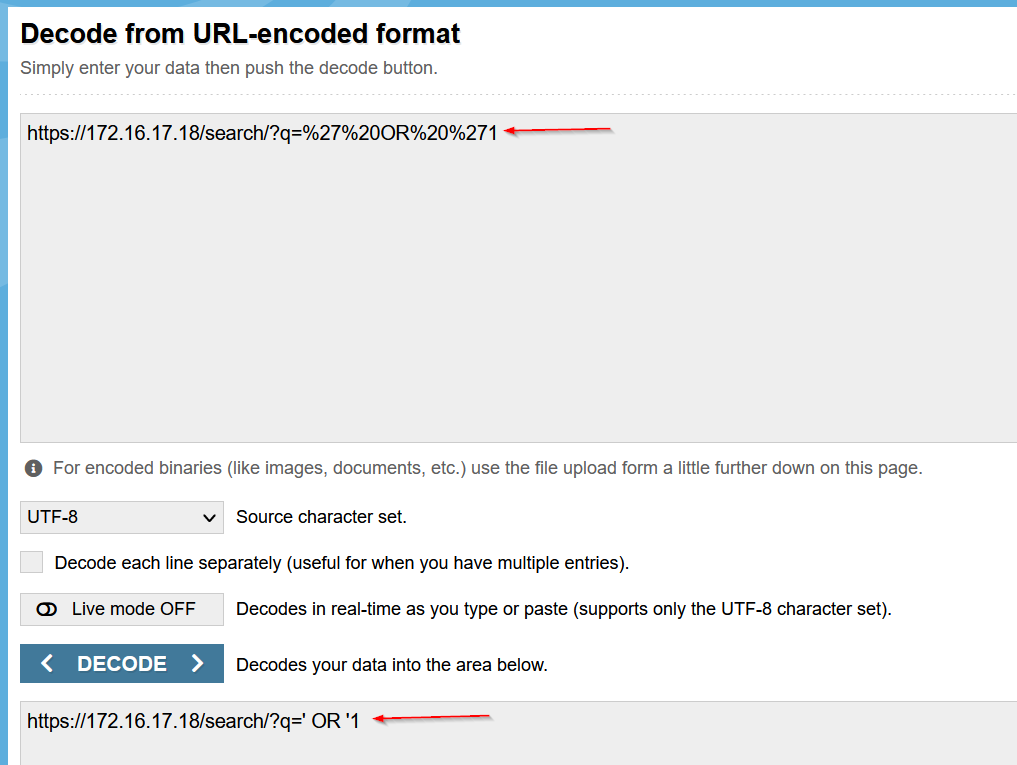 Decode from URL-encoded format
Simply enter your data then push the decode button.
https://172.16.17.18/search/?q=%27%20OR%20%271
For encoded binaries (like images, documents, etc.) use the file upload form a little further down on this page.
UTF-8 Source character set.
Decode each line separately (useful for when you have multiple entries).
Live mode OFF Decodes in real-time as you type or paste (supports only the UTF-8 character set).
< DECODE > Decodes your data into the area below.
https://172.16.17.18/search/?q=' OR '1